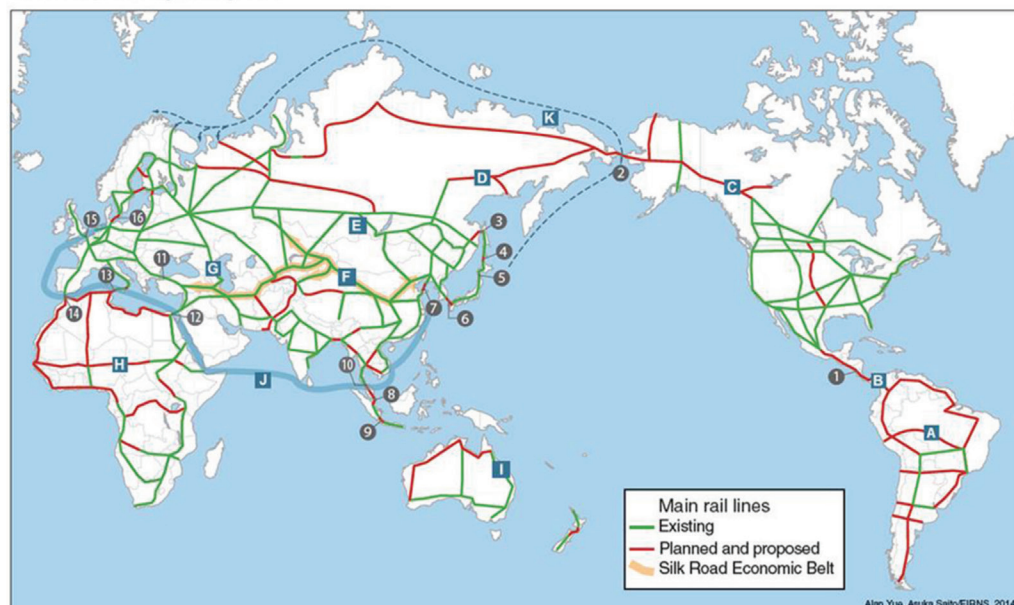 K
D
2
C
15
16
3
E
4
11
G
5
F
13
7
6
14
12
1
B
10
H
J
8
A
9
I
Main rail lines
Existing
Planned and proposed
Silk Road Economic Belt
Alan Yue, Asuka Saito/EIRNS, 2014